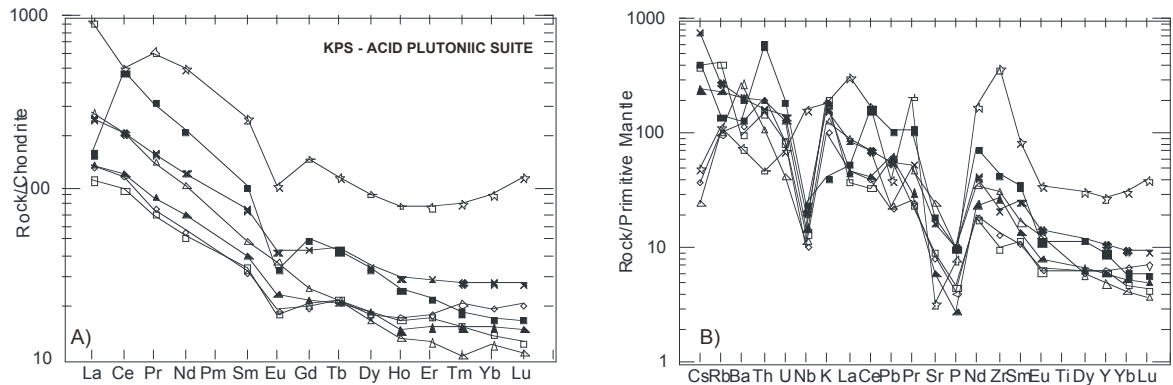 1000
100
10
Rock/Chondrite
KPS - ACID PLUTONIIC SUITE
A)
La Ce Pr Nd Pm Sm Eu Gd Tb Dy Ho Er Tm Yb Lu
1000
100
10
1
Rock/Primitive Mantle
B)
CsRbBa Th U Nb K LaCePb Pr Sr P Nd ZrSmEu Ti Dy Y YbLu